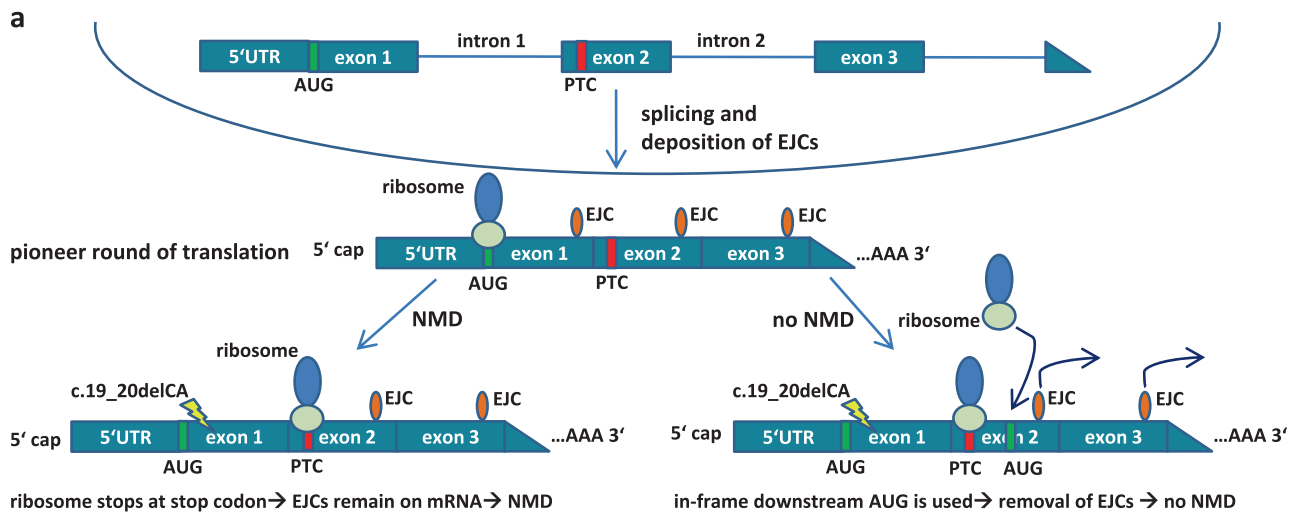 a
5‘UTR exon 1 intron 1 exon 2 intron 2 exon 3
AUG PTC
splicing and
deposition of EJCs
ribosome
EJC EJC EJC
pioneer round of translation 5‘ cap 5‘UTR exon 1 exon 2 exon 3 ...AAA 3‘
AUG PTC
NMD
no NMD
ribosome
ribosome
c.19_20delCA
EJC EJC
5‘ cap 5‘UTR exon 1 exon 2 exon 3 ...AAA 3‘
AUG PTC
ribosome stops at stop codon→ EJCs remain on mRNA→ NMD
c.19_20delCA
EJC EJC
5‘ cap 5‘UTR exon 1 exon 2 exon 3 ...AAA 3‘
AUG PTC AUG
in-frame downstream AUG is used→ removal of EJCs → no NMD